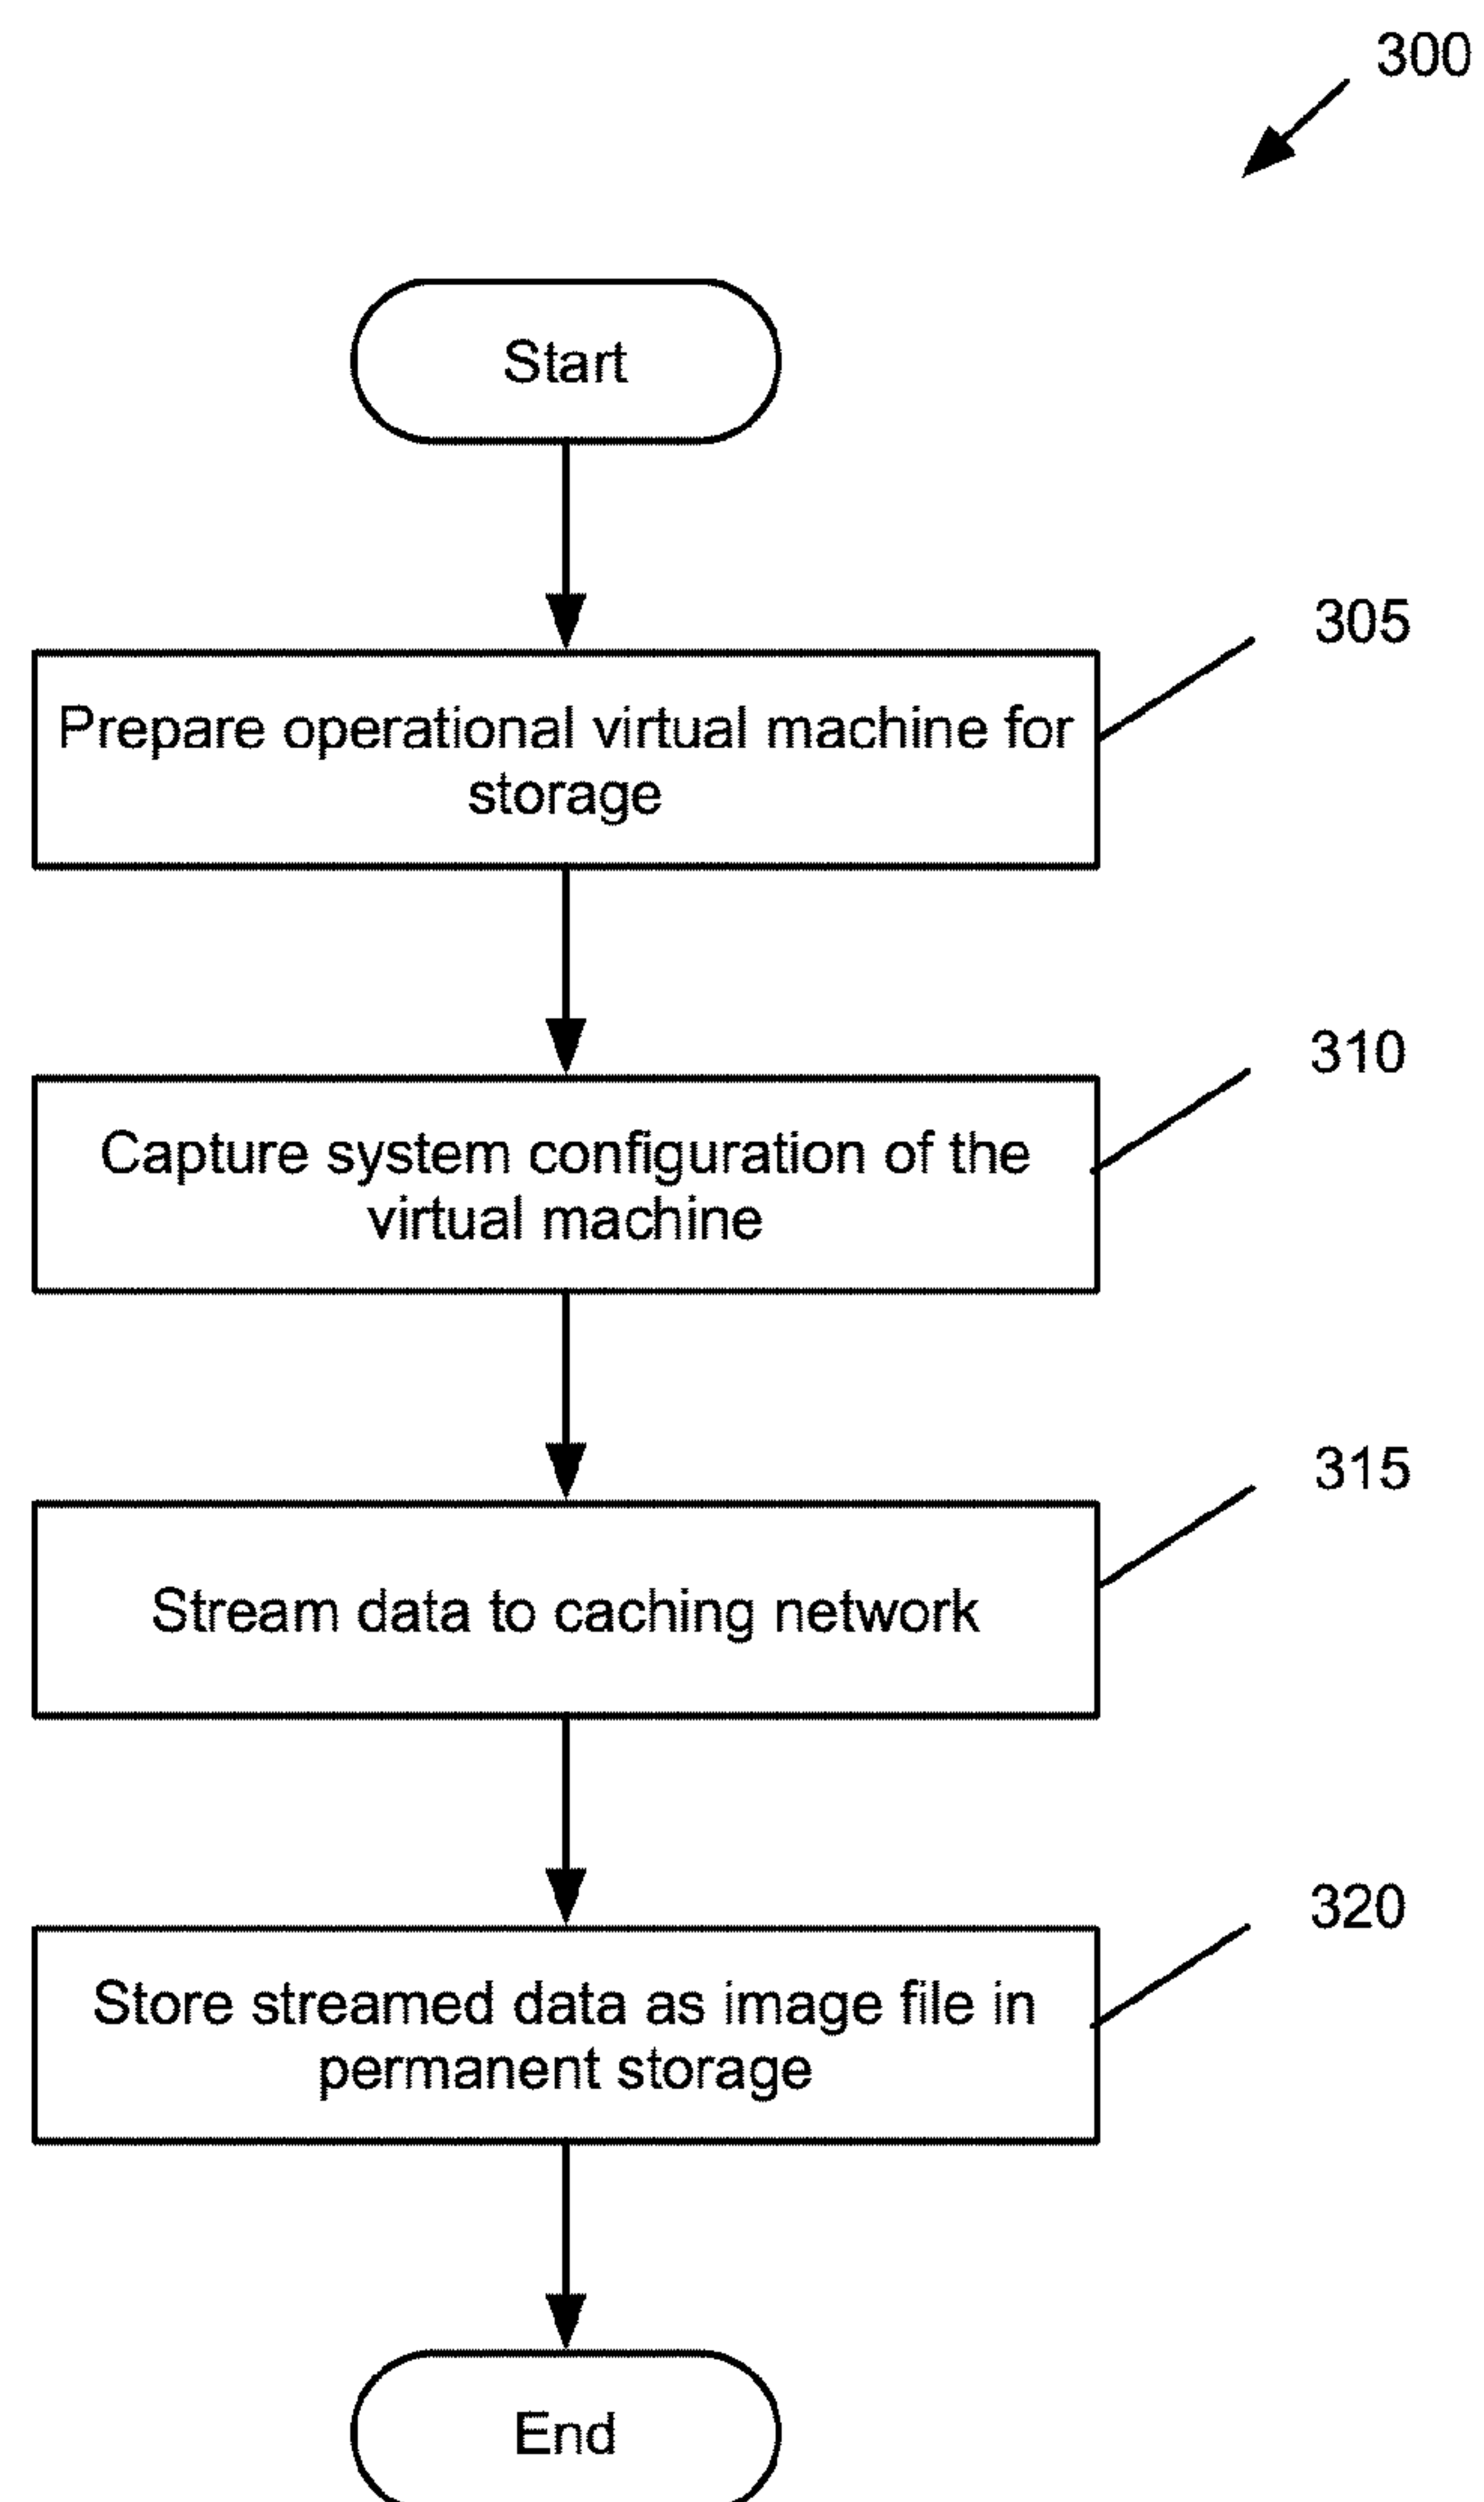 300
Start
305
Prepare operational virtual machine for
storage
310
Capture system configuration of the
virtual machine
315
Stream data to caching network
320
Store streamed data as image file in
permanent storage
End